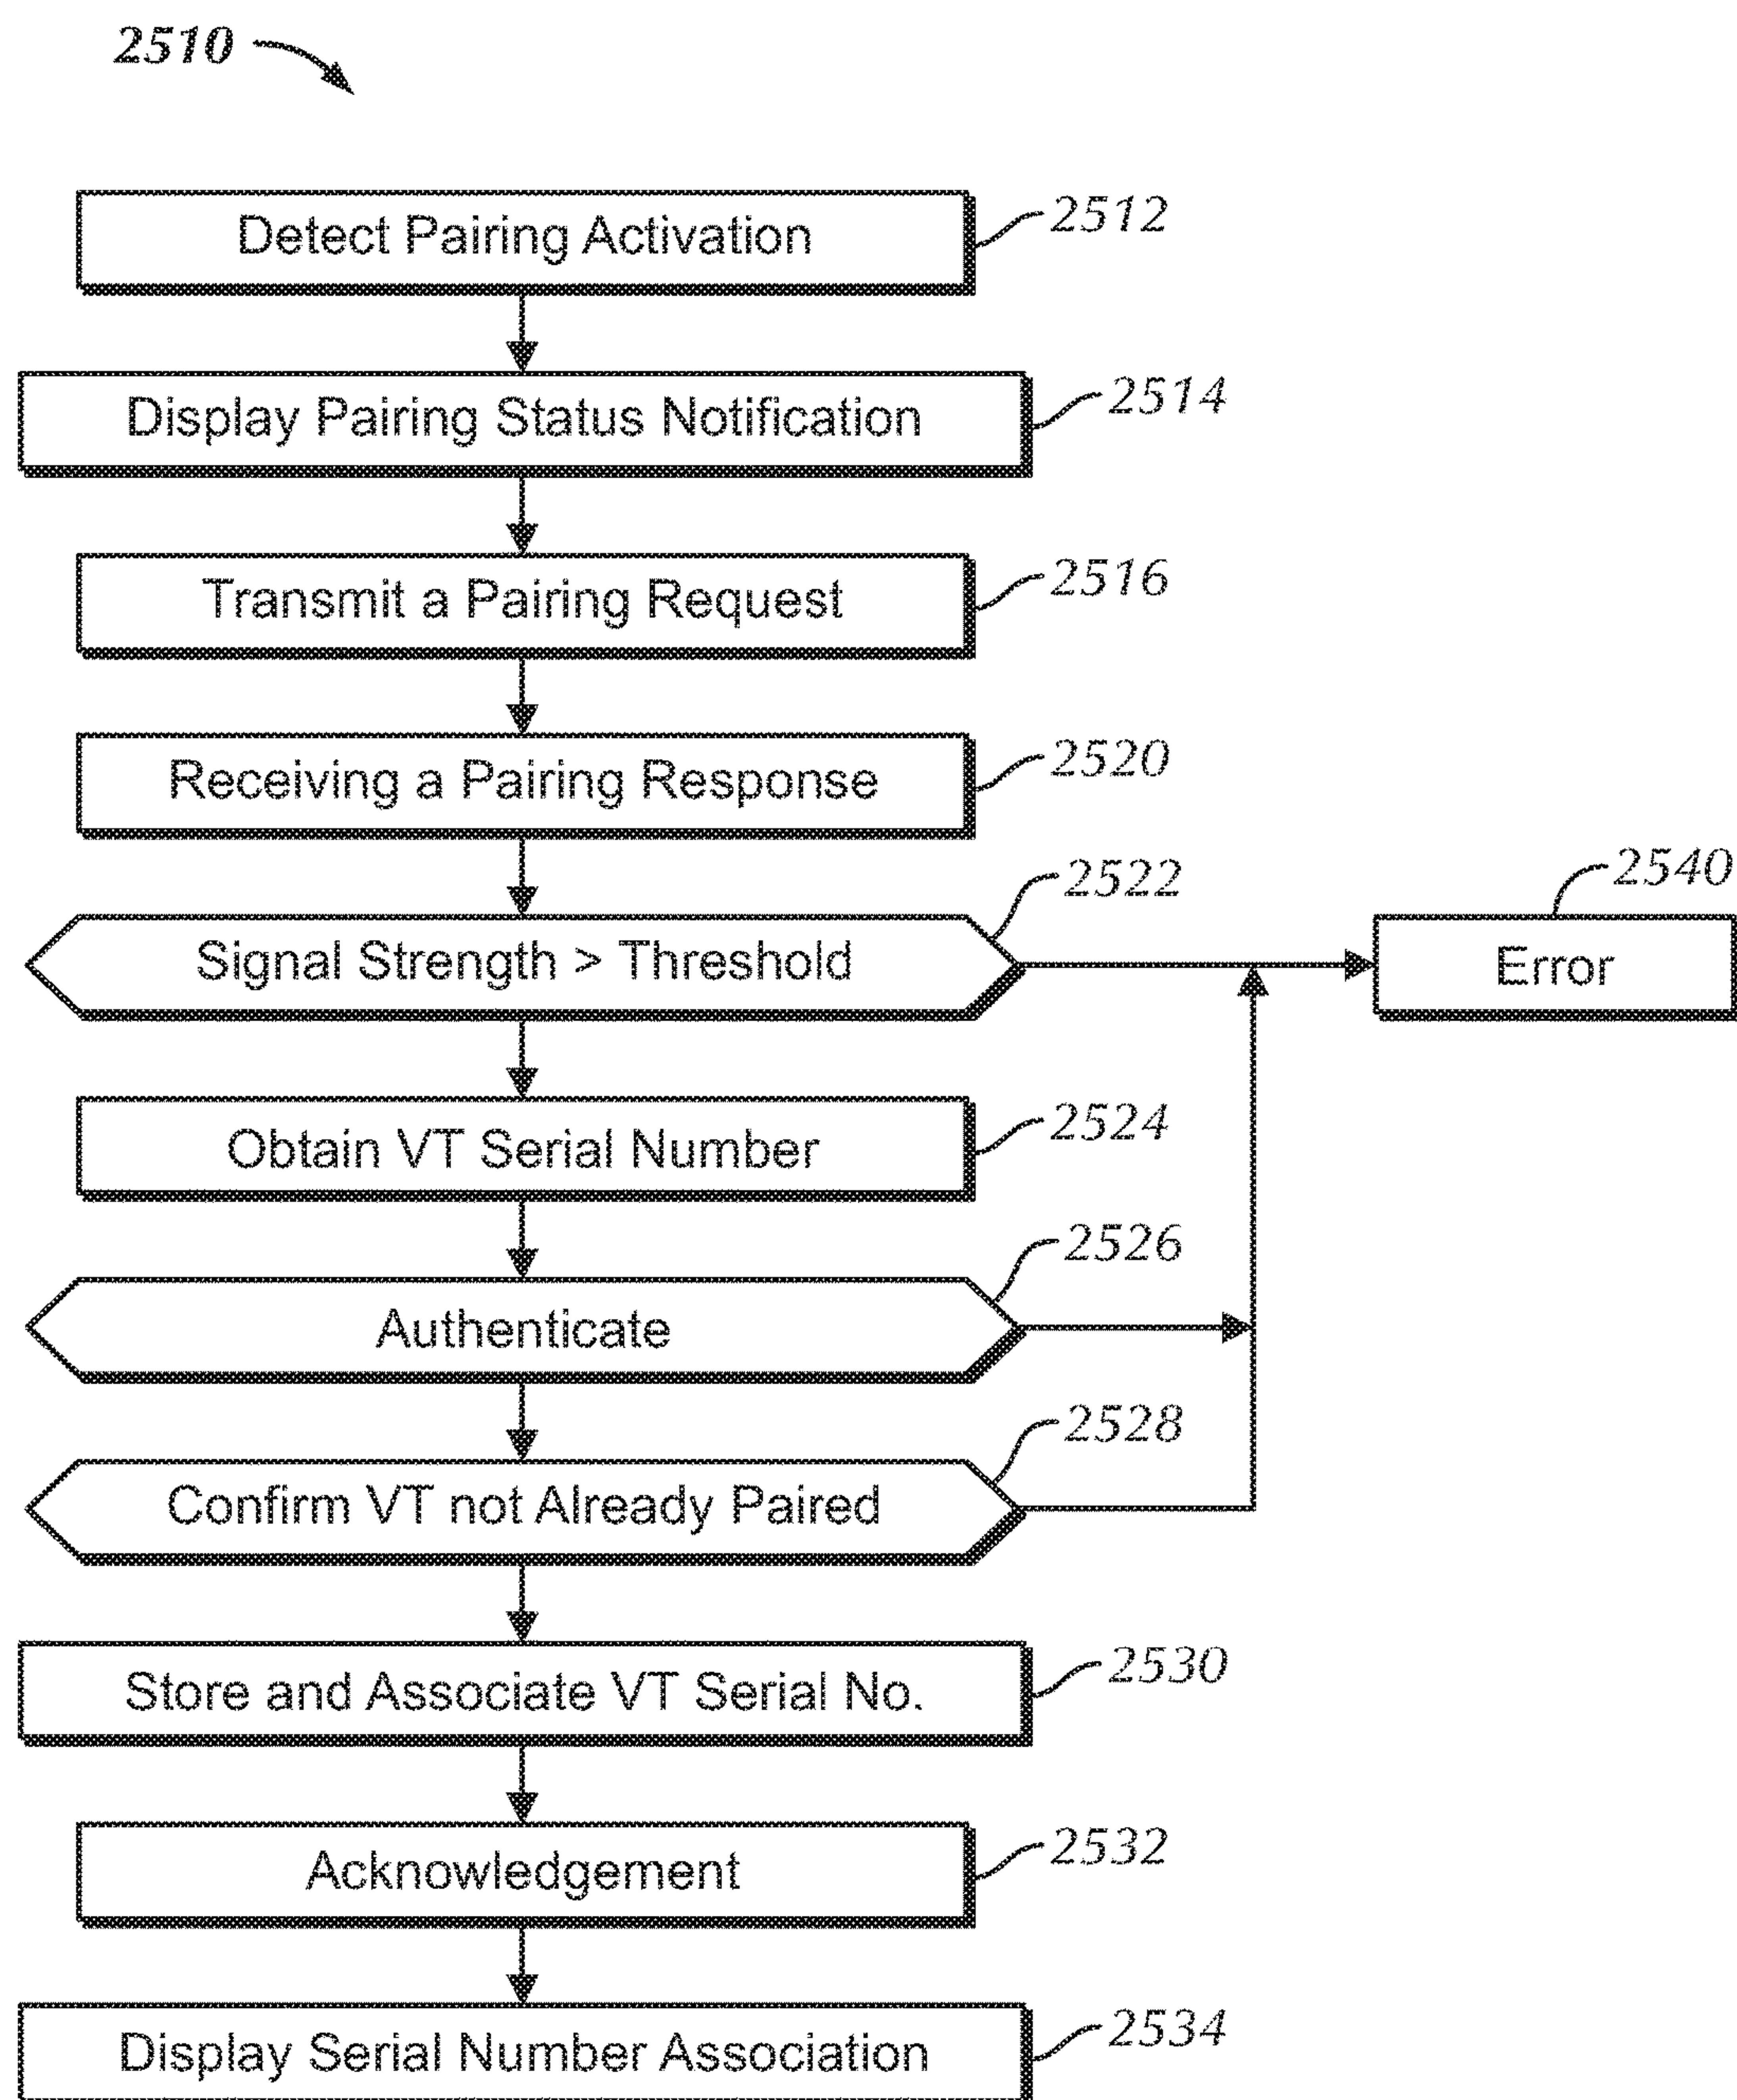 2510
Detect Pairing Activation
2512
Display Pairing Status Notification
2514
Transmit a Pairing Request
2516
Receiving a Pairing Response
2520
Signal Strength > Threshold
2522
Error
2540
Obtain VT Serial Number
2524
Authenticate
2526
Confirm VT not Already Paired
2528
Store and Associate VT Serial No.
2530
Acknowledgement
2532
Display Serial Number Association
2534